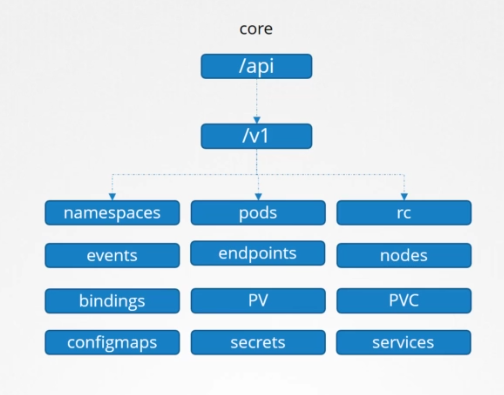 core
/api
/v1
namespaces pods rc
events endpoints nodes
bindings PV PVC
configmaps secrets services